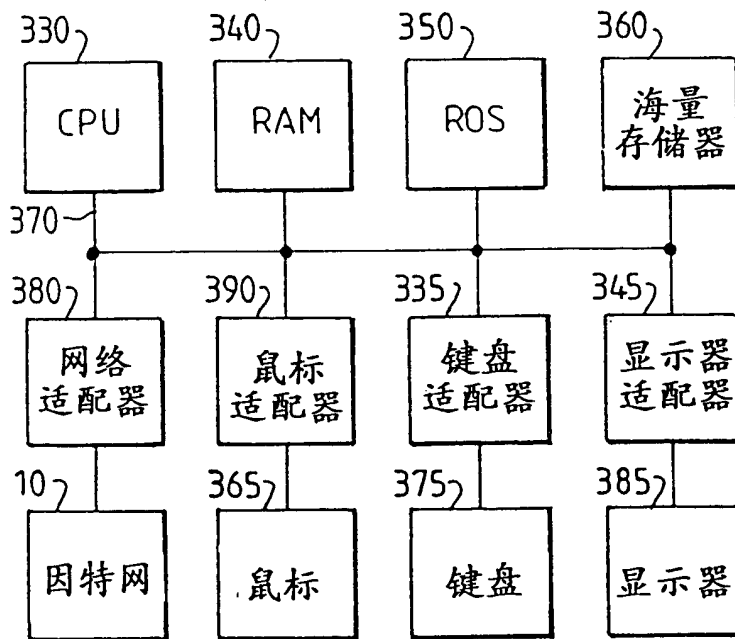 330 340 350 360
CPU RAM ROS 海量
存储器
370
380 390 335 345
网络 鼠标 键盘 显示器
适配器 适配器 适配器 适配器
10 365 375 385
因特网 鼠标 键盘 显示器